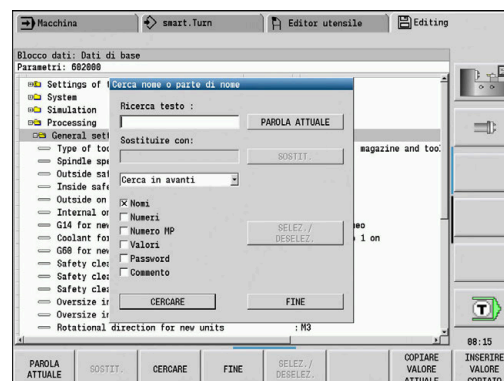 Macchina
smart.Turn
Editor utensile
Editing
Blocco dati: Dati di base
Parametri: 602000
Settings of
Cerca nome o parte di nome
System
Simulation
Processing
General sett
Type of too
magazine and tool
Spindle spe
Outside saf
Inside safe
Outside on
Internal on
G14 for new
Coolant for
1 on
G60 for new
Safety clea
Safety clea
Safety clea
Oversize in
Oversize in
Rotational direction for new units
: M3
Ricerca testo :
PAROLA ATTUALE
Sostituire con:
SOSTIT.
Cerca in avanti
Nomi
Numeri
Numero MP
Valori
Password
Commento
SELEZ./
DESELEZ.
CERCARE
FINE
T
08:15
PAROLA
ATTUALE
SOSTIT.
CERCARE
FINE
SELEZ./
DESELEZ.
COPIARE
VALORE
ATTUALE
INSERIRE
VALORE
COPIATO